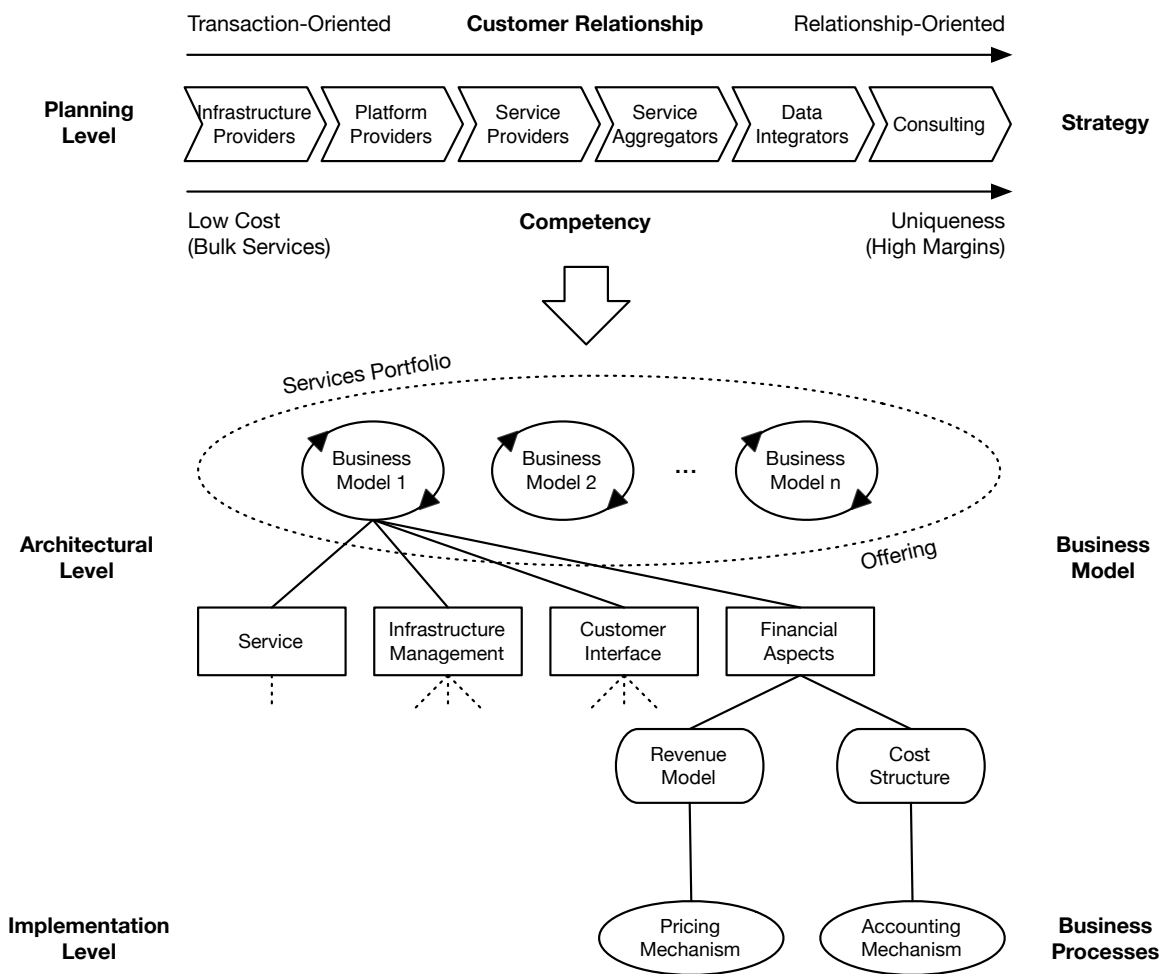 Transaction-Oriented
Customer Relationship
Relationship-Oriented
Planning
Level
Infrastructure
Providers
Platform
Providers
Service
Providers
Service
Aggregators
Data
Integrators
Consulting
Strategy
Low Cost
(Bulk Services)
Competency
Uniqueness
(High Margins)
Services Portfolio
Business
Model 1
Business
Model 2
...
Business
Model n
Offering
Architectural
Level
Business
Model
Service
Infrastructure
Management
Customer
Interface
Financial
Aspects
Revenue
Model
Cost
Structure
Implementation
Level
Pricing
Mechanism
Accounting
Mechanism
Business
Processes